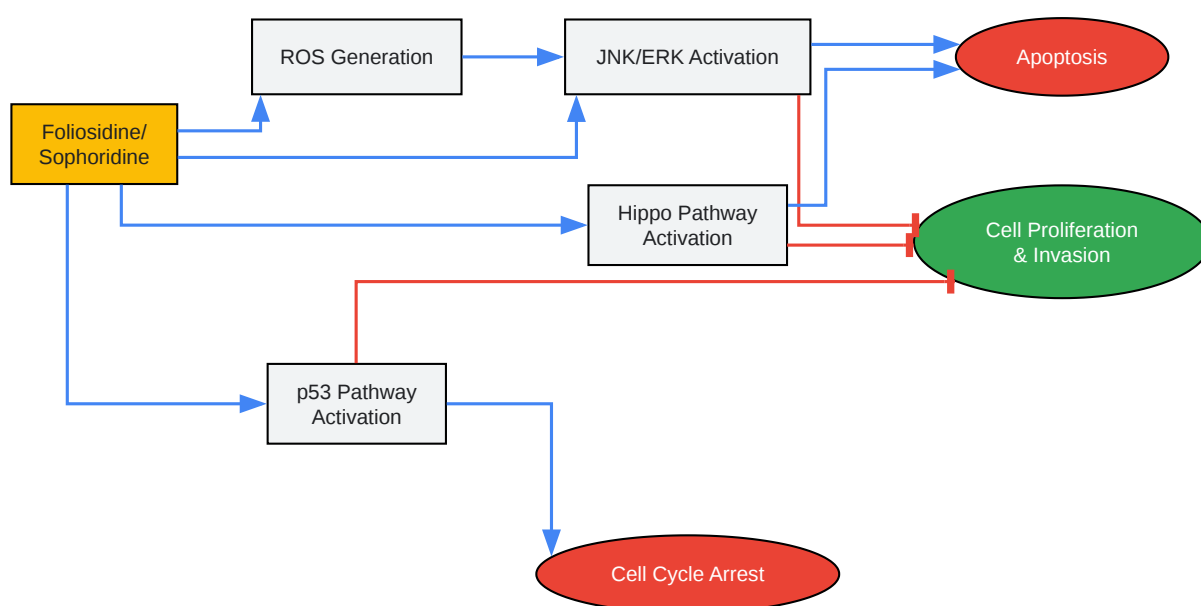 ROS Generation
JNK/ERK Activation
Apoptosis
Foliosidine/
Sophoridine
Hippo Pathway
Activation
Cell Proliferation
& Invasion
p53 Pathway
Activation
Cell Cycle Arrest